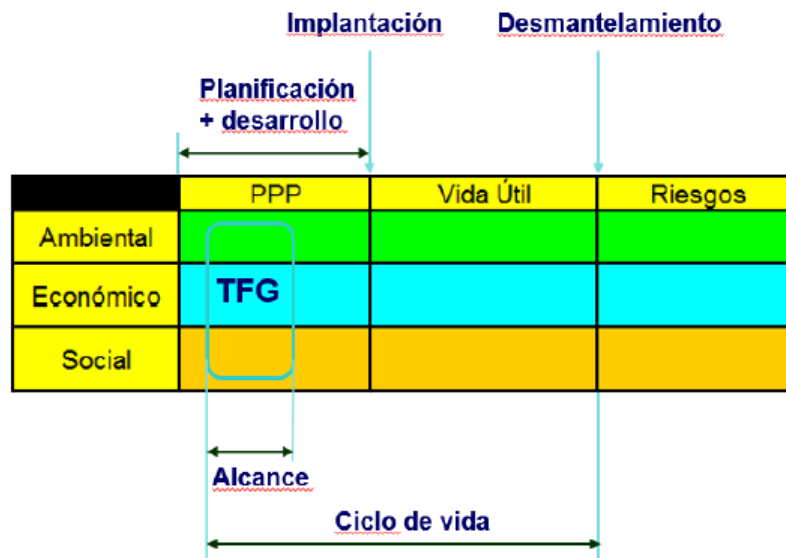 Implantación
Desmantelamiento
Planificación
+ desarrollo
PPP
Vida Útil
Riesgos
Ambiental
Económico
TFG
Social
Alcance
Ciclo de vida